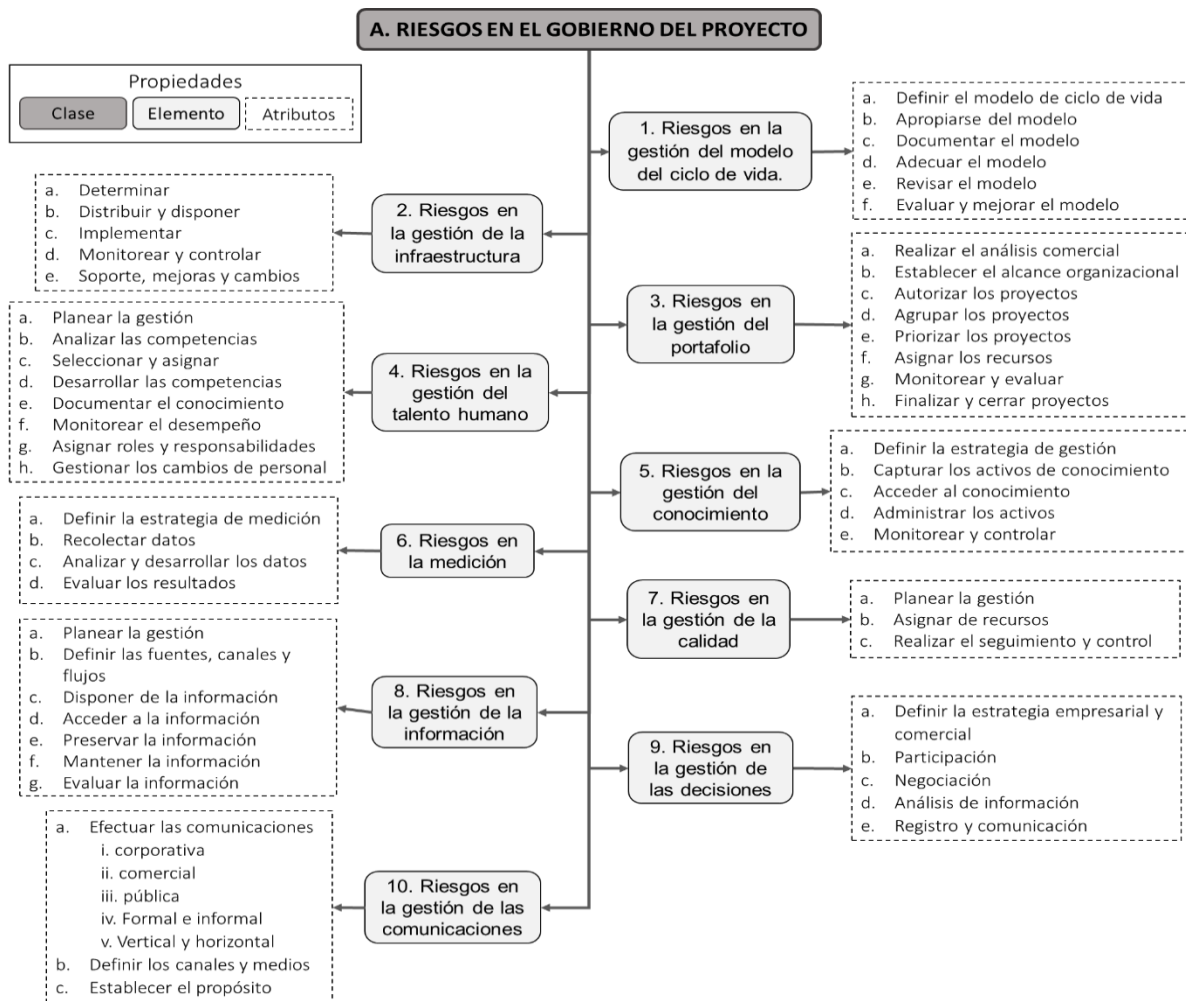 A. RIESGOS EN EL GOBIERNO DEL PROYECTO
Propiedades
Clase
Elemento
Atributos
1. Riesgos en la
gestión del modelo
del ciclo de vida.
a. Definir el modelo de ciclo de vida
b. Apropiarse del modelo
c. Documentar el modelo
d. Adecuar el modelo
e. Revisar el modelo
f. Evaluar y mejorar el modelo
2. Riesgos en
la gestión de la
infraestructura
a. Determinar
b. Distribuir y disponer
c. Implementar
d. Monitorear y controlar
e. Soporte, mejoras y cambios
3. Riesgos en
la gestión del
portafolio
a. Realizar el análisis comercial
b. Establecer el alcance organizacional
c. Autorizar los proyectos
d. Agrupar los proyectos
e. Priorizar los proyectos
f. Asignar los recursos
g. Monitorear y evaluar
h. Finalizar y cerrar proyectos
4. Riesgos en la
gestión del
talento humano
a. Planear la gestión
b. Analizar las competencias
c. Seleccionar y asignar
d. Desarrollar las competencias
e. Documentar el conocimiento
f. Monitorear el desempeño
g. Asignar roles y responsabilidades
h. Gestionar los cambios de personal
5. Riesgos en la
gestión del
conocimiento
a. Definir la estrategia de gestión
b. Capturar los activos de conocimiento
c. Acceder al conocimiento
d. Administrar los activos
e. Monitorear y controlar
6. Riesgos en
la medición
a. Definir la estrategia de medición
b. Recolectar datos
c. Analizar y desarrollar los datos
d. Evaluar los resultados
7. Riesgos en
la gestión de la
calidad
a. Planear la gestión
b. Asignar de recursos
c. Realizar el seguimiento y control
8. Riesgos en
la gestión de la
información
a. Planear la gestión
b. Definir las fuentes, canales y
flujos
c. Disponer de la información
d. Acceder a la información
e. Preservar la información
f. Mantener la información
g. Evaluar la información
9. Riesgos en
la gestión de
las decisiones
a. Definir la estrategia empresarial y
comercial
b. Participación
c. Negociación
d. Análisis de información
e. Registro y comunicación
10. Riesgos en
la gestión de las
comunicaciones
a. Efectuar las comunicaciones
i. corporativa
ii. comercial
iii. pública
iv. Formal e informal
v. Vertical y horizontal
b. Definir los canales y medios
c. Establecer el propósito